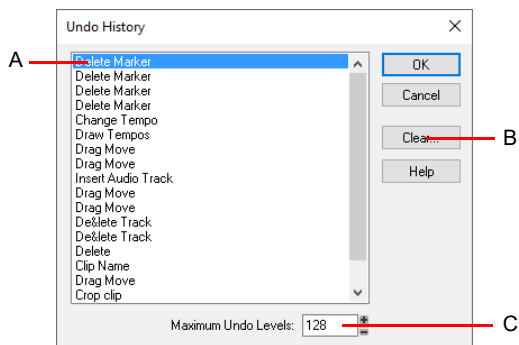 Undo History
A
Delete Marker
Delete Marker
Delete Marker
Delete Marker
Change Tempo
Draw Tempos
Drag Move
Drag Move
Insert Audio Track
Drag Move
Drag Move
De&lete Track
De&lete Track
Delete
Clip Name
Drag Move
Crop clip
OK
Cancel
Clear...
B
Help
Maximum Undo Levels: 128
C